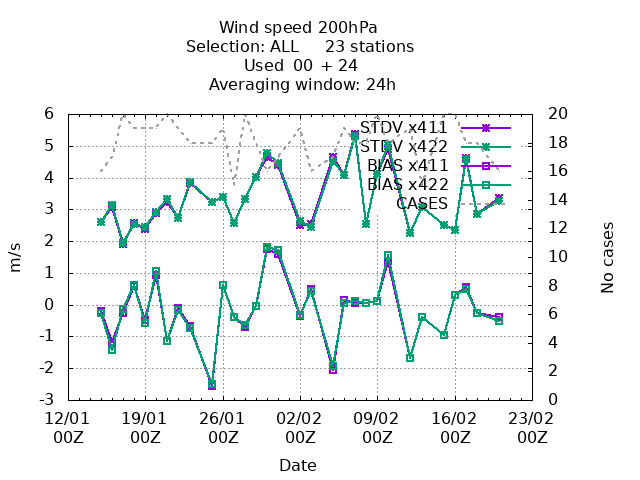 Wind speed 200hPa
Selection: ALL 23 stations
Used 00 + 24
Averaging window: 24h
STDV x411
STDV x422
BIAS x411
BIAS x422
CASES
6
5
4
3
2
1
0
-1
-2
-3
m/s
20
18
16
14
12
10
8
6
4
2
0
No cases
12/01 19/01 26/01 02/02 09/02 16/02 23/02
00Z 00Z 00Z 00Z 00Z 00Z 00Z
Date